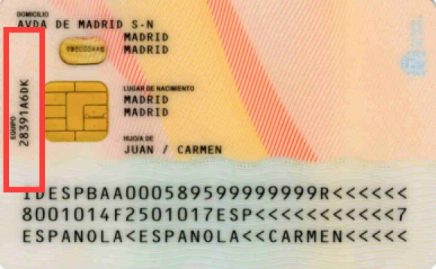 DOMICILIO
AVDA DE MADRID S-N
MADRID
MADRID
LUGAR DE NACIMIENTO
MADRID
MADRID
HIJO/A DE
JUAN / CARMEN
EQUIPO
28391A6DK
IDESPBAA000589599999999R<<<<<<
8001014F2501017ESP<<<<<<<<<<<7
ESPANOLA<ESPANOLA<<CARMEN<<<<<